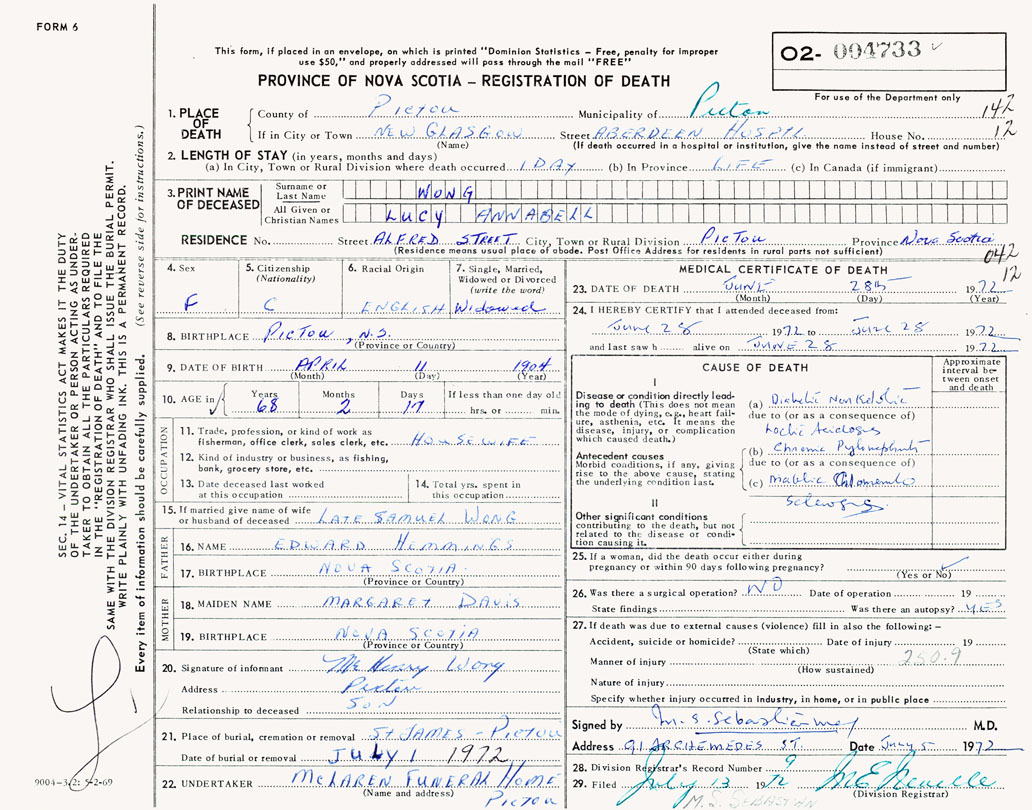 FORM 6
This form, if placed in an envelope, on which is printed "Dominion Statistics - Free, penalty for improper
use $50," and properly addressed will pass through the mail "FREE"
02- 004733
For use of the Department only
PROVINCE OF NOVA SCOTIA - REGISTRATION OF DEATH
1. PLACE OF DEATH
County of PICTOU Municipality of Pictou 142
If in City or Town NEW GLASGOW Street ABERDEEN HOSPTL House No. 12
(Name) (If death occurred in a hospital or institution, give the name instead of street and number)
2. LENGTH OF STAY (in years, months and days)
(a) In City, Town or Rural Division where death occurred 1 DAY (b) In Province LIFE (c) In Canada (if immigrant)
3. PRINT NAME OF DECEASED
Surname or Last Name WONG
All Given or Christian Names LUCY ANNABELL
RESIDENCE No. Street ALFRED STREET City, Town or Rural Division PICTOU Province Nova Scotia
(Residence means usual place of abode. Post Office Address for residents in rural parts not sufficient)
042
12
4. Sex F
5. Citizenship (Nationality) C
6. Racial Origin ENGLISH
7. Single, Married, Widowed or Divorced (write the word) Widowed
8. BIRTHPLACE PICTOU, N.S.
(Province or Country)
9. DATE OF BIRTH APRIL 11 1904
(Month) (Day) (Year)
10. AGE in Years 68 Months 2 Days 17 If less than one day old hrs. or min.
OCCUPATION
11. Trade, profession, or kind of work as fisherman, office clerk, sales clerk, etc. HOUSEWIFE
12. Kind of industry or business, as fishing, bank, grocery store, etc.
13. Date deceased last worked at this occupation
14. Total yrs. spent in this occupation
15. If married give name of wife or husband of deceased LATE SAMUEL WONG
FATHER
16. NAME EDWARD HEMMINGS
17. BIRTHPLACE NOVA SCOTIA.
(Province or Country)
MOTHER
18. MAIDEN NAME MARGARET DAVIS
19. BIRTHPLACE NOVA SCOTIA
(Province or Country)
20. Signature of informant Henry Wong
Address Pictou
Relationship to deceased SON
21. Place of burial, cremation or removal ST JAMES - PICTOU
Date of burial or removal JULY 1 1972
22. UNDERTAKER McLAREN FUNERAL HOME
(Name and address) PICTOU
MEDICAL CERTIFICATE OF DEATH
23. DATE OF DEATH JUNE 28th 1972
(Month) (Day) (Year)
24. I HEREBY CERTIFY that I attended deceased from:
June 28 1972 to June 28 1972
and last saw h alive on JUNE 28 1972
CAUSE OF DEATH
Approximate interval between onset and death
I
Disease or condition directly leading to death (This does not mean the mode of dying, e.g., heart failure, asthenia, etc. It means the disease, injury, or complication which caused death.)
(a) Diabetic Non Ketotic
due to (or as a consequence of)
Lactic Acidosis
Antecedent causes
Morbid conditions, if any, giving rise to the above cause, stating the underlying condition last.
(b) Chronic Pyelonephritis
due to (or as a consequence of)
(c)
II
Other significant conditions contributing to the death, but not related to the disease or condition causing it.
25. If a woman, did the death occur either during
pregnancy or within 90 days following pregnancy?
(Yes or No)
26. Was there a surgical operation? NO Date of operation 19
State findings Was there an autopsy? YES
27. If death was due to external causes (violence) fill in also the following: -
Accident, suicide or homicide? Date of injury 19
(State which)
Manner of injury 250.9
(How sustained)
Nature of injury
Specify whether injury occurred in industry, in home, or in public place
Signed by M. S. Sebastian M.D.
Address 91 ARCHEMEDES ST. Date July 5 1972
28. Division Registrar's Record Number 9
29. Filed July 13 1972
(Division Registrar)
M. S. SEBASTIAN
SEC. 14 - VITAL STATISTICS ACT MAKES IT THE DUTY
OF THE UNDERTAKER OR PERSON ACTING AS UNDERTAKER
TO OBTAIN ALL THE PARTICULARS REQUIRED
IN THE "REGISTRATION OF DEATH" AND TO FILE THE
SAME WITH THE DIVISION REGISTRAR WHO SHALL ISSUE THE BURIAL PERMIT.
WRITE PLAINLY WITH UNFADING INK. THIS IS A PERMANENT RECORD.
Every item of information should be carefully supplied. (See reverse side for instructions.)
9004-3/2: 5-2-69